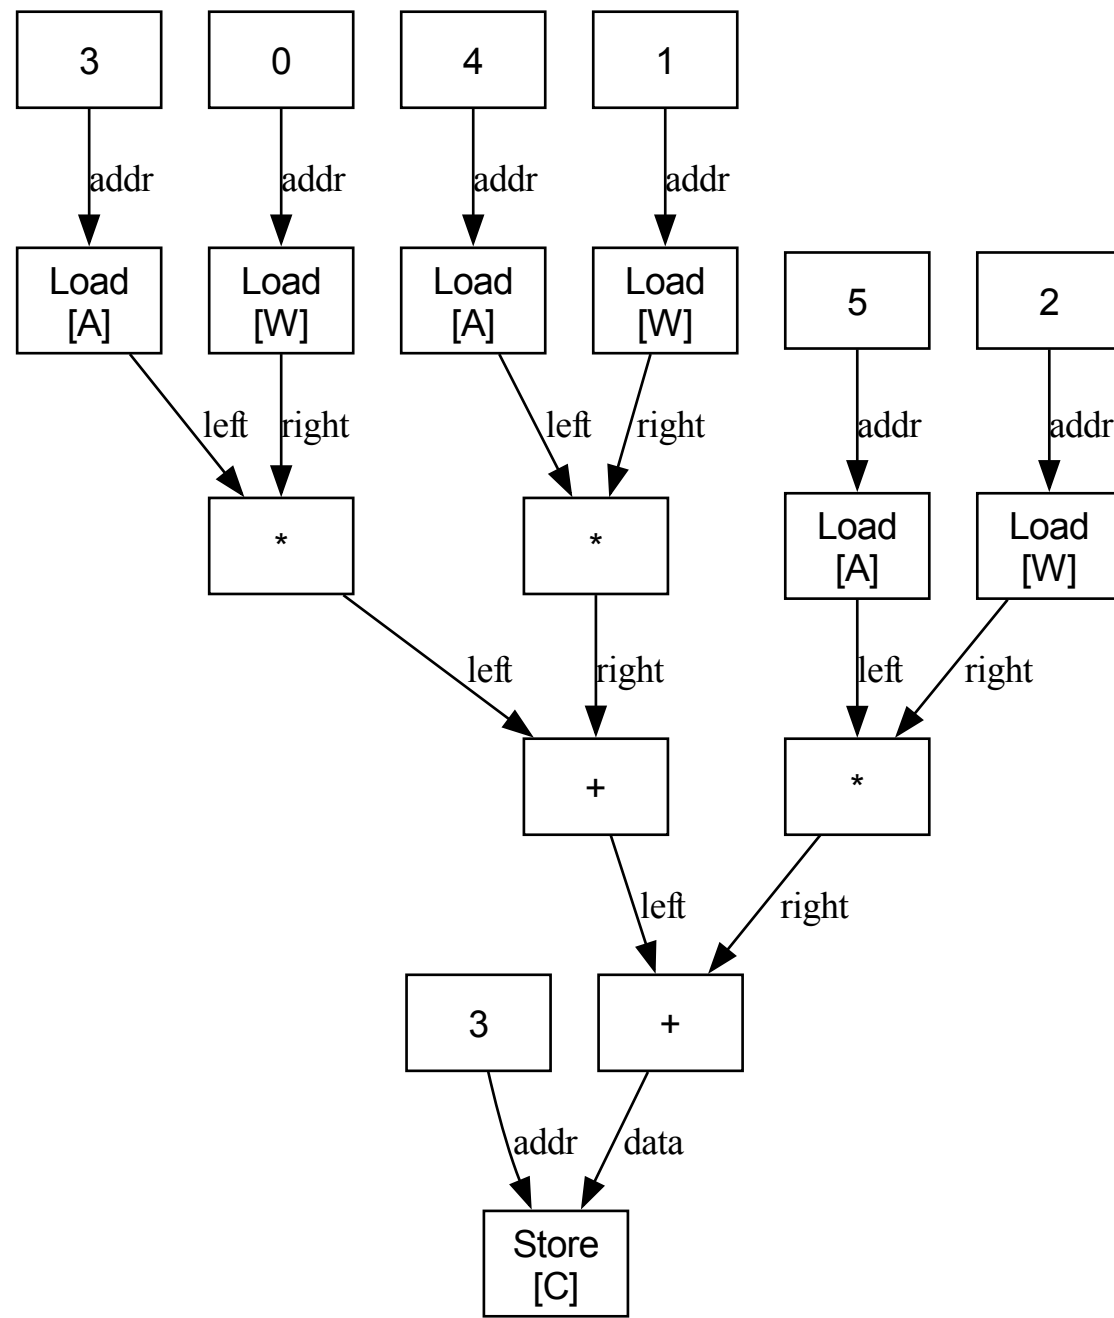 3 0 4 1
addr addr addr addr
Load [A]
Load [W]
Load [A]
Load [W]
5 2
left right left right addr addr
* *
Load [A]
Load [W]
left right left right
+ *
left right
3 +
addr data
Store [C]